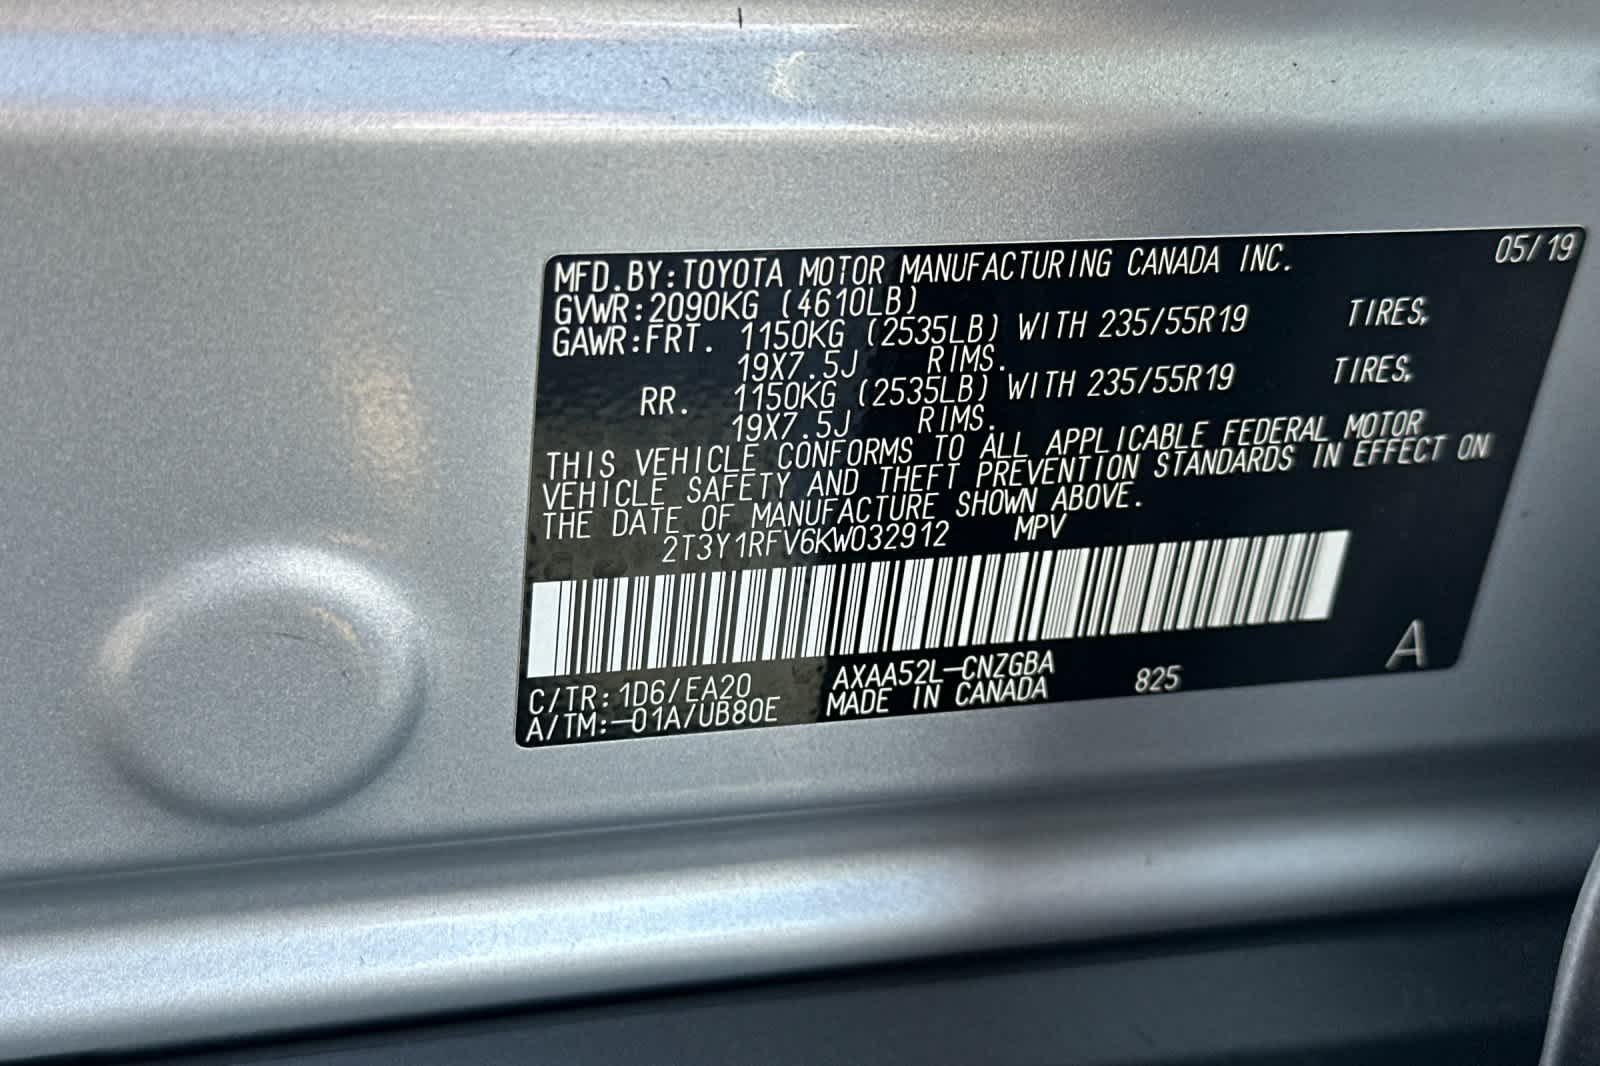 MFD.BY:TOYOTA MOTOR MANUFACTURING CANADA INC. 05/19
GVWR:2090KG (4610LB)
GAWR:FRT. 1150KG (2535LB) WITH 235/55R19 TIRES,
19X7.5J RIMS.
RR. 1150KG (2535LB) WITH 235/55R19 TIRES,
19X7.5J RIMS.
THIS VEHICLE CONFORMS TO ALL APPLICABLE FEDERAL MOTOR
VEHICLE SAFETY AND THEFT PREVENTION STANDARDS IN EFFECT ON
THE DATE OF MANUFACTURE SHOWN ABOVE.
2T3Y1RFV6KW032912 MPV
C/TR:1D6/EA20 AXAA52L-CNZGBA 825 A
A/TM:-01A/UB80E MADE IN CANADA